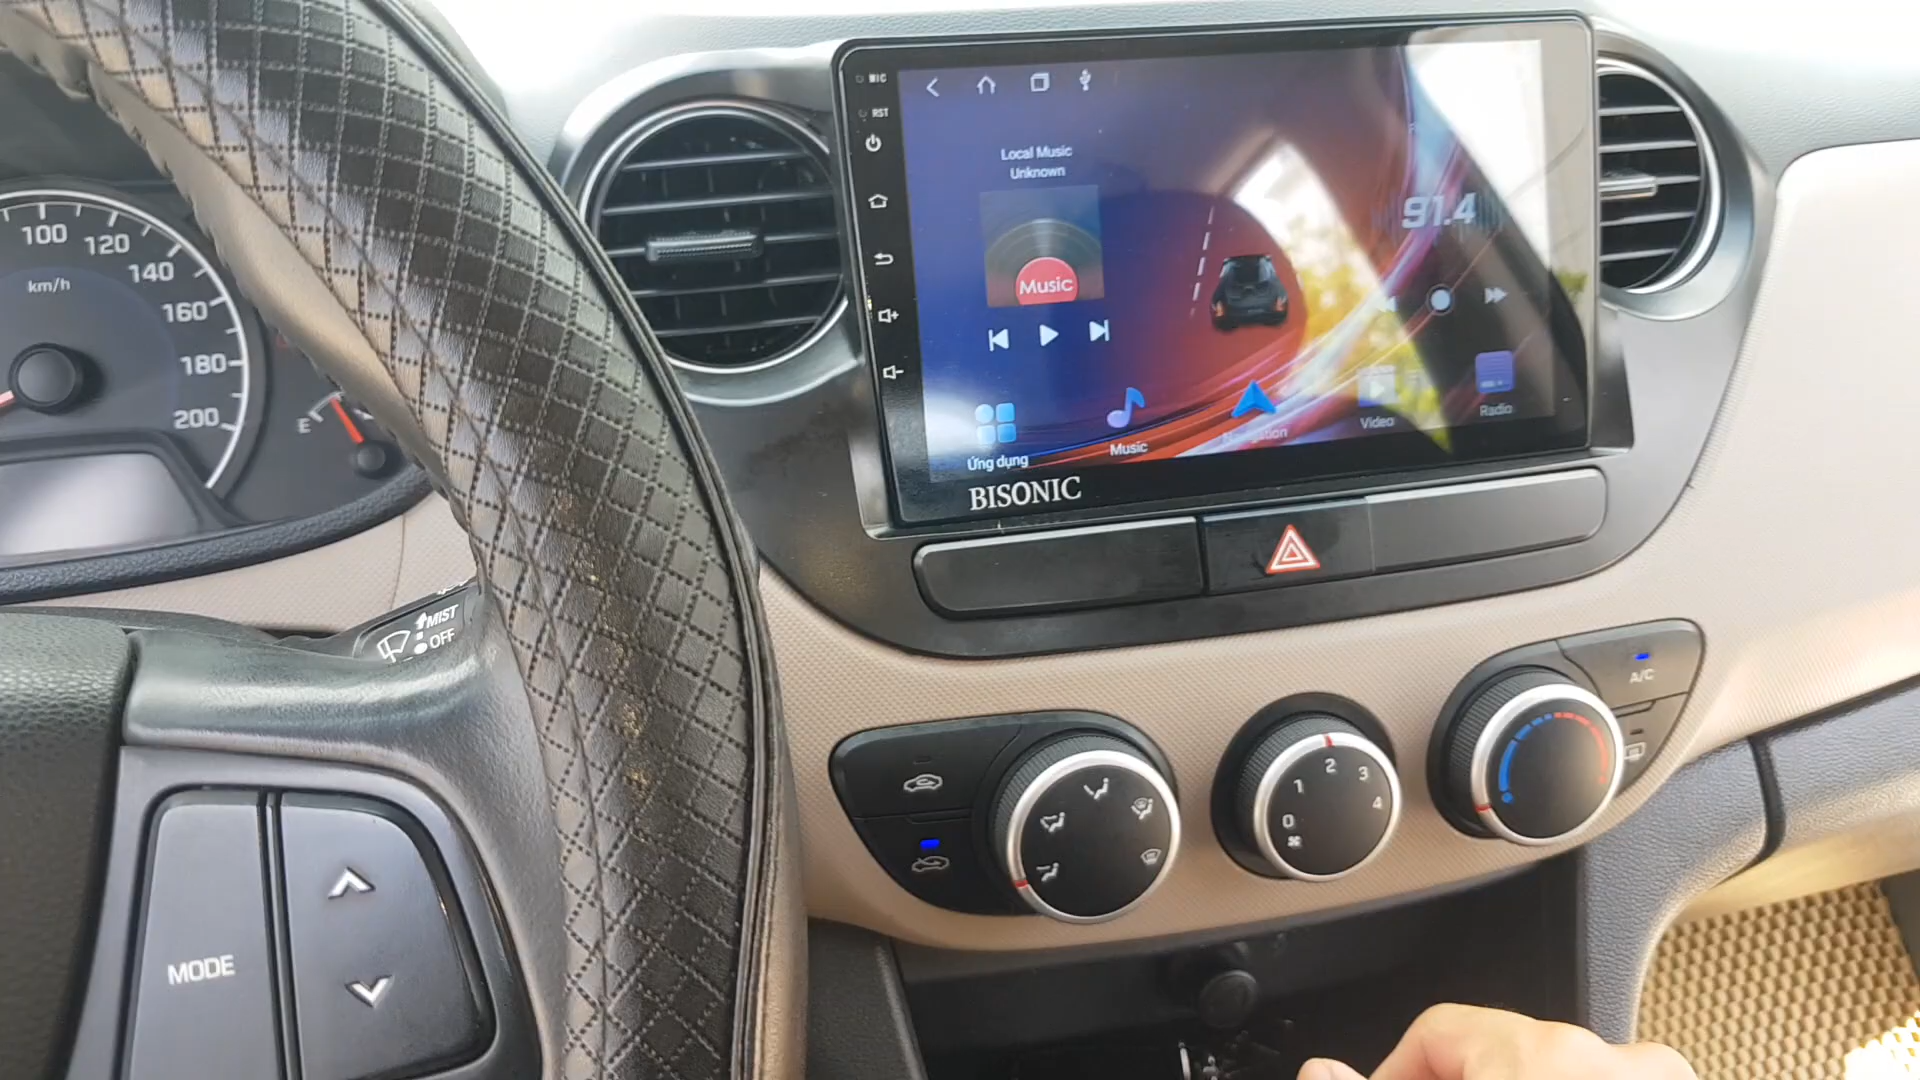 MIC
RST
Local Music
Unknown
Music
91.4
Ứng dụng
Music
Navigation
Video
Radio
BISONIC
100
120
140
160
180
200
km/h
E
MIST
OFF
A/C
0
1
2
3
4
MODE